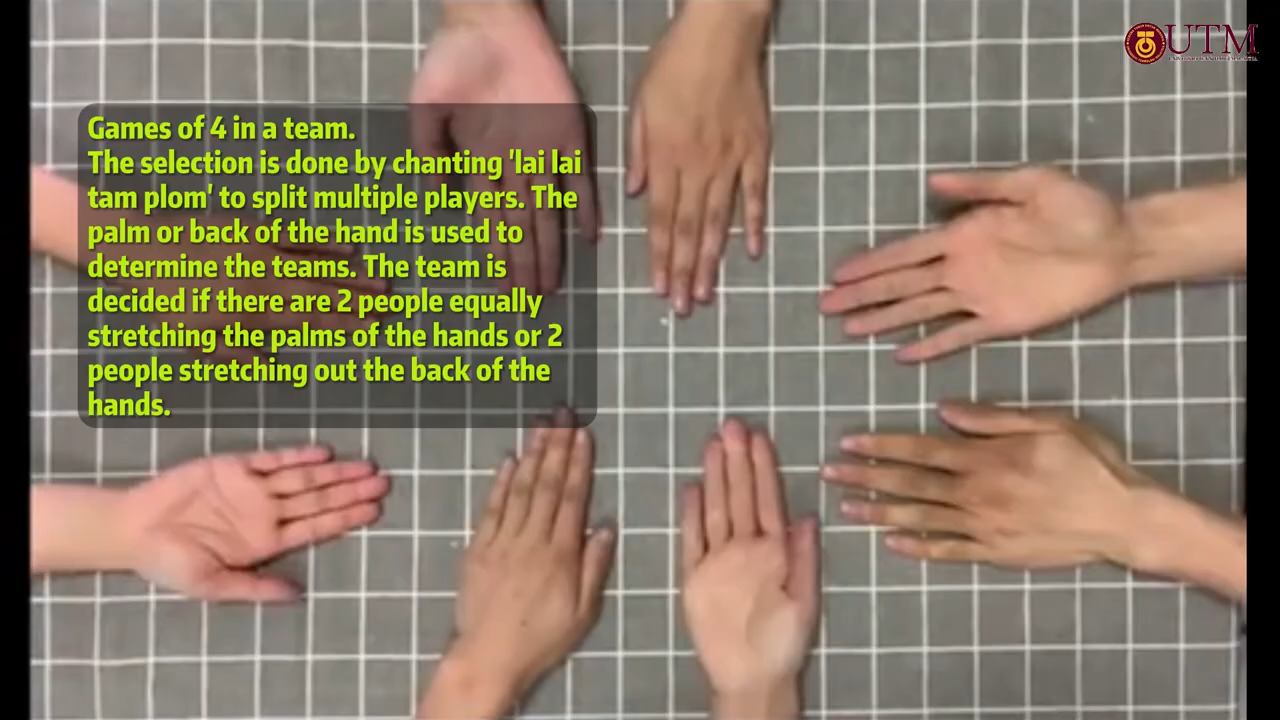 Games of 4 in a team.
The selection is done by chanting 'lai lai
tam plom' to split multiple players. The
palm or back of the hand is used to
determine the teams. The team is
decided if there are 2 people equally
stretching the palms of the hands or 2
people stretching out the back of the
hands.
UTM